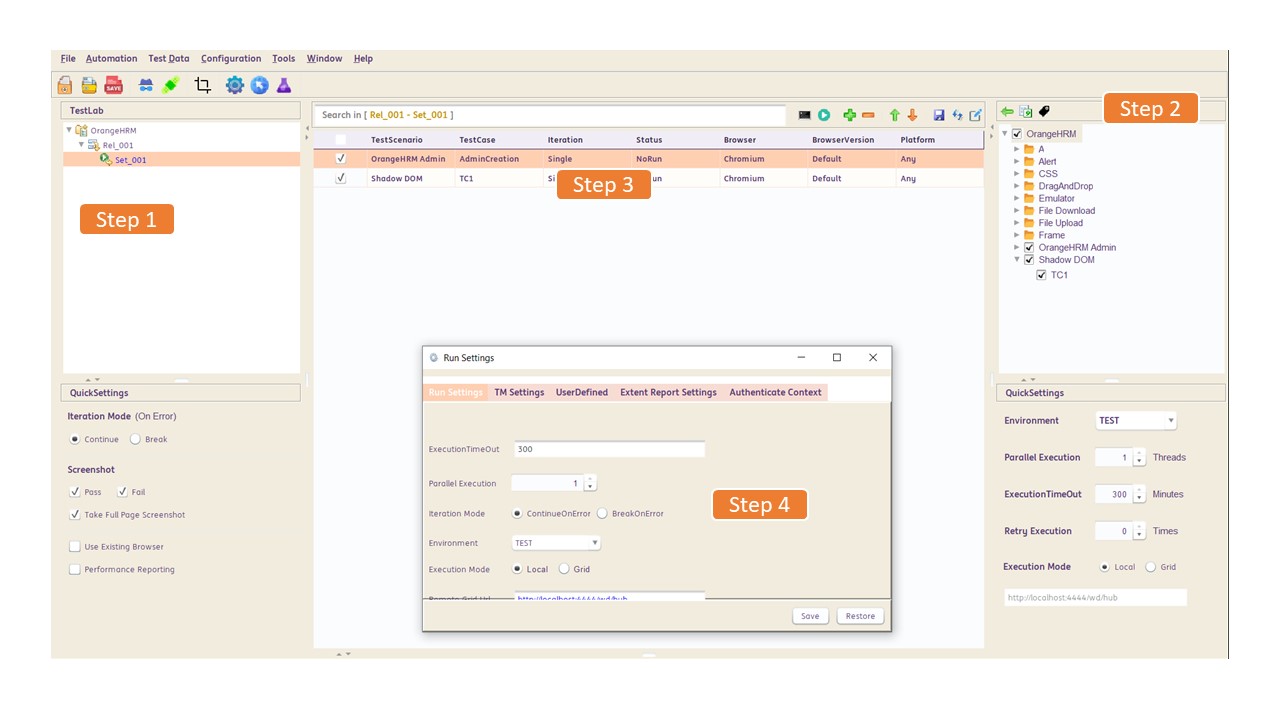 File Automation Test Data Configuration Tools Window Help
SAVE
TestLab
OrangeHRM
Rel_001
Set_001
Step 1
QuickSettings
Iteration Mode (On Error)
Continue Break
Screenshot
Pass Fail
Take Full Page Screenshot
Use Existing Browser
Performance Reporting
Search in [ Rel_001 - Set_001 ]
TestScenario TestCase Iteration Status Browser BrowserVersion Platform
OrangeHRM Admin AdminCreation Single NoRun Chromium Default Any
Shadow DOM TC1 Chromium Default Any
Step 3
Run Settings
Run Settings TM Settings UserDefined Extent Report Settings Authenticate Context
ExecutionTimeOut 300
Parallel Execution 1
Iteration Mode ContinueOnError BreakOnError
Step 4
Environment TEST
Execution Mode Local Grid
Remote Grid Url http://localhost:4444/wd/hub
Save Restore
Step 2
OrangeHRM
A
Alert
CSS
DragAndDrop
Emulator
File Download
File Upload
Frame
OrangeHRM Admin
Shadow DOM
TC1
QuickSettings
Environment TEST
Parallel Execution 1 Threads
ExecutionTimeOut 300 Minutes
Retry Execution 0 Times
Execution Mode Local Grid
http://localhost:4444/wd/hub